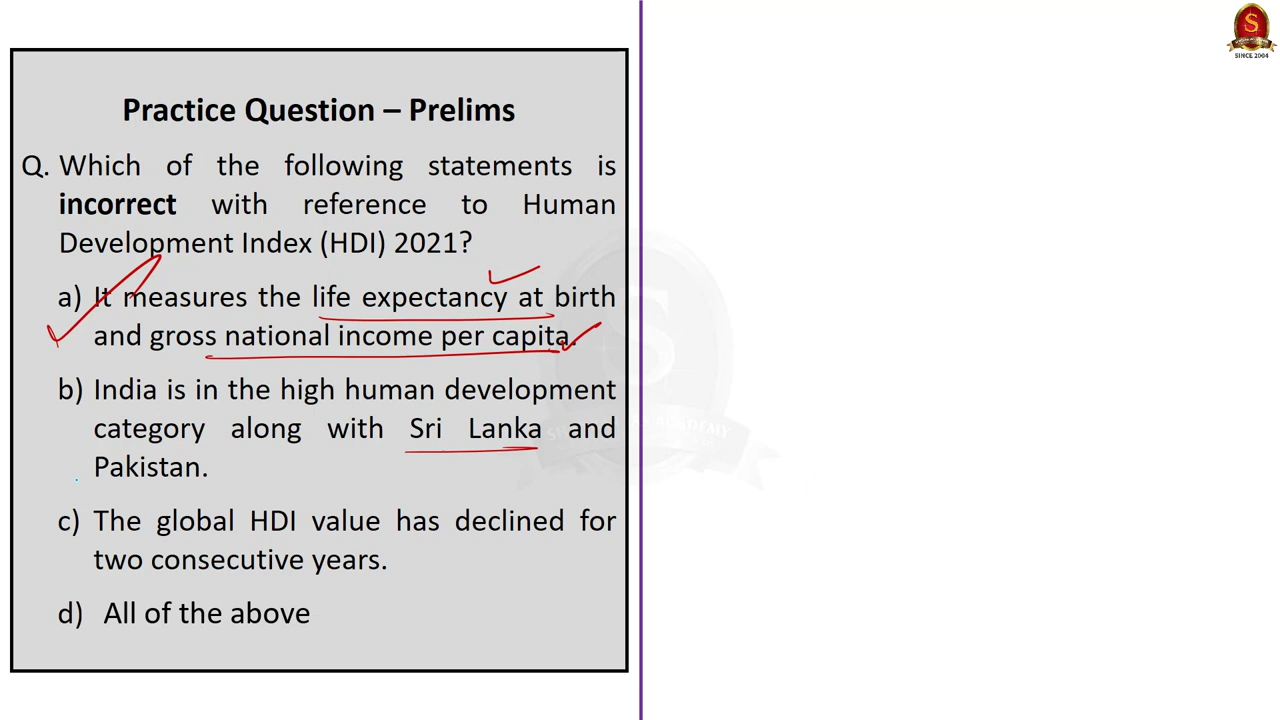 S
SINCE 2004
Practice Question – Prelims
Q. Which of the following statements is
incorrect with reference to Human
Development Index (HDI) 2021?
a) It measures the life expectancy at birth
and gross national income per capita.
b) India is in the high human development
category along with Sri Lanka and
Pakistan.
c) The global HDI value has declined for
two consecutive years.
d) All of the above